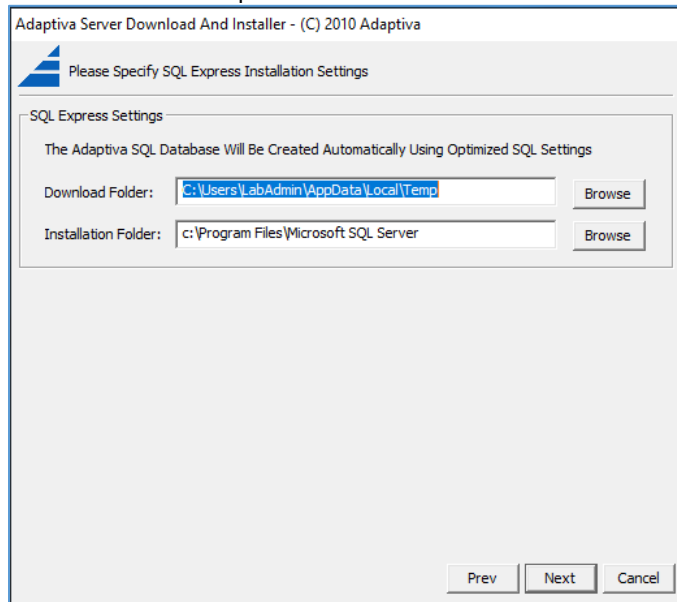 Adaptiva Server Download And Installer - (C) 2010 Adaptiva
Please Specify SQL Express Installation Settings
SQL Express Settings
The Adaptiva SQL Database Will Be Created Automatically Using Optimized SQL Settings
Download Folder: C:\Users\LabAdmin\AppData\Local\Temp Browse
Installation Folder: c:\Program Files\Microsoft SQL Server Browse
Prev Next Cancel